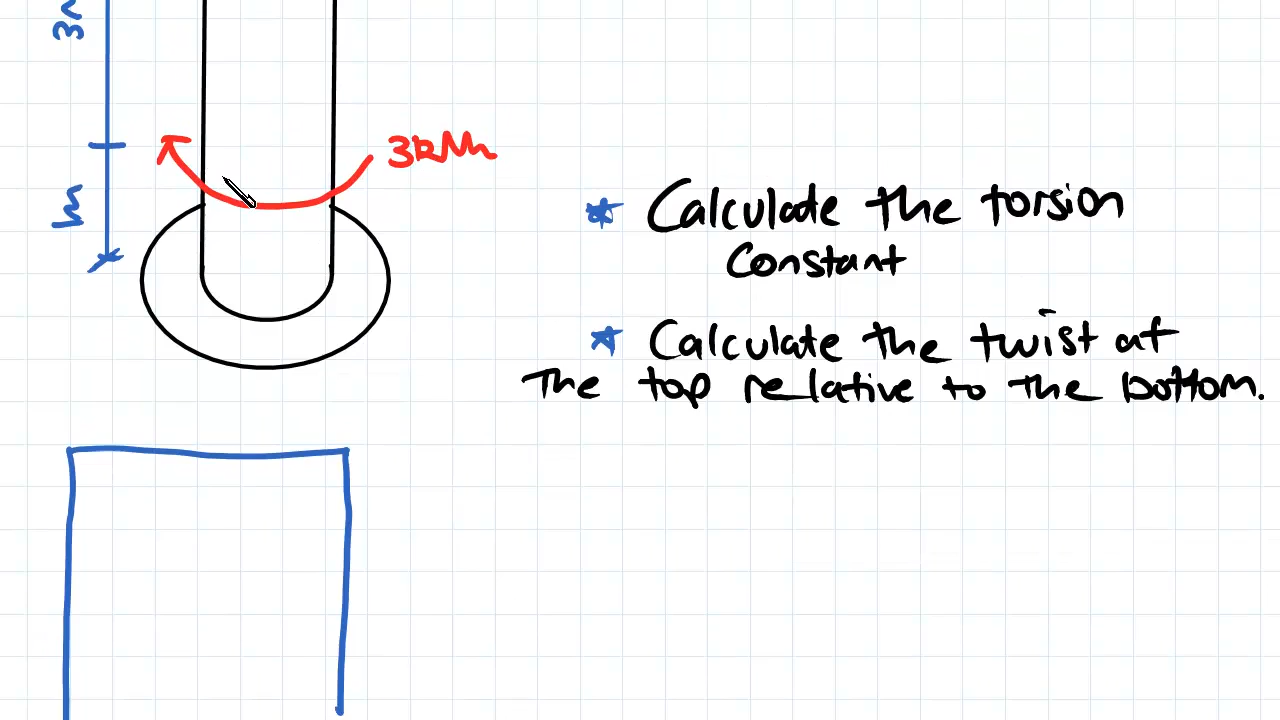 3kNm
* Calculate the torsion
Constant
* Calculate the twist at
The top relative to the bottom.